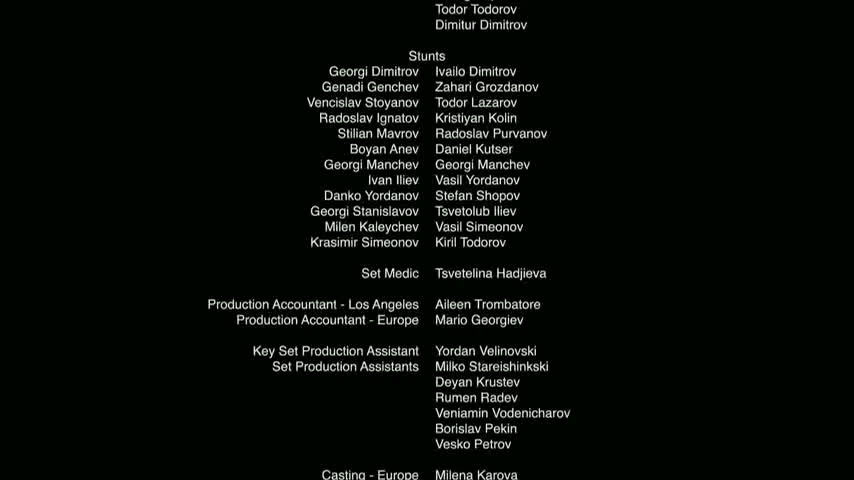 Todor Todorov
Dimitur Dimitrov
Stunts
Georgi Dimitrov Ivailo Dimitrov
Genadi Genchev Zahari Grozdanov
Vencislav Stoyanov Todor Lazarov
Radoslav Ignatov Kristiyan Kolin
Stilian Mavrov Radoslav Purvanov
Boyan Anev Daniel Kutser
Georgi Manchev Georgi Manchev
Ivan Iliev Vasil Yordanov
Danko Yordanov Stefan Shopov
Georgi Stanislavov Tsvetolub Iliev
Milen Kaleychev Vasil Simeonov
Krasimir Simeonov Kiril Todorov
Set Medic Tsvetelina Hadjieva
Production Accountant - Los Angeles Aileen Trombatore
Production Accountant - Europe Mario Georgiev
Key Set Production Assistant Yordan Velinovski
Set Production Assistants Milko Stareishinkski
Deyan Krustev
Rumen Radev
Veniamin Vodenicharov
Borislav Pekin
Vesko Petrov
Casting - Europe Milena Karova